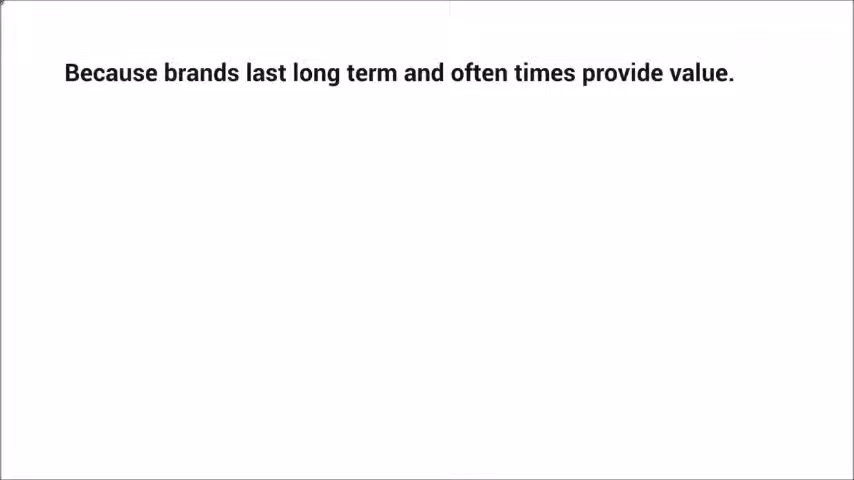 Because brands last long term and often times provide value.